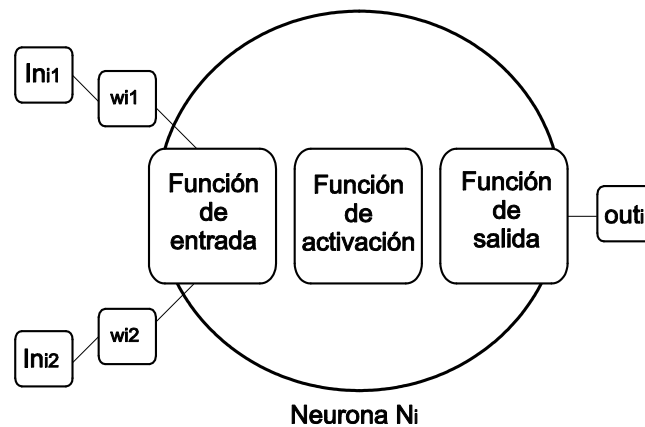 Ini1
wi1
Función
de
entrada
Función
de
activación
Función
de
salida
outi
wi2
Ini2
Neurona Ni